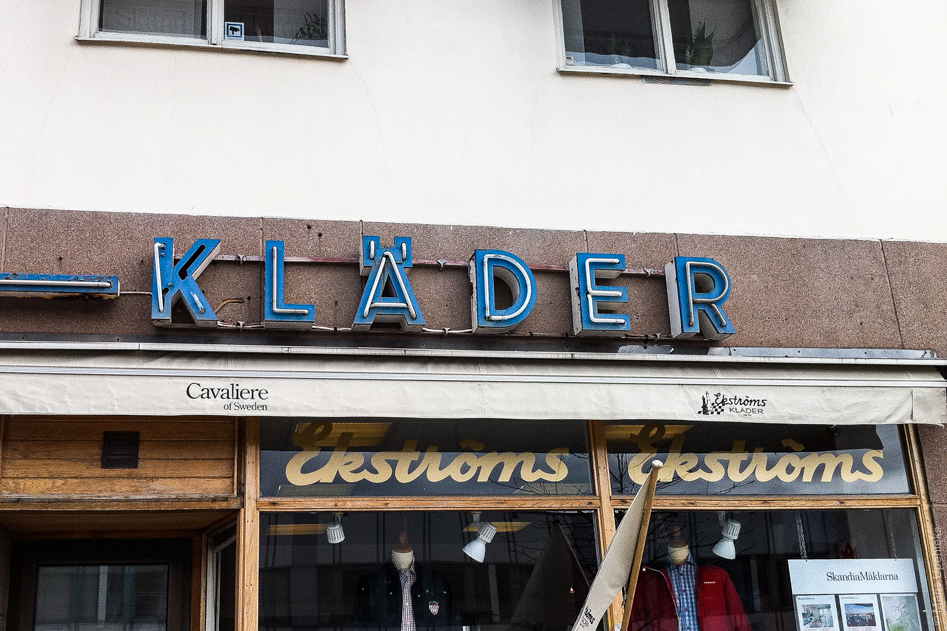 KLÄDER
Cavaliere
of Sweden
Ekströms
KLÄDER
Ekströms
Ekströms
SkandiaMäklarna